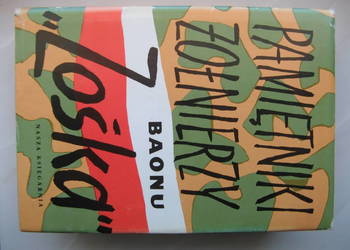 PAMIĘTNIKI
ŻOŁNIERZY
BAONU
"Zośka"
NASZA KSIĘGARNIA